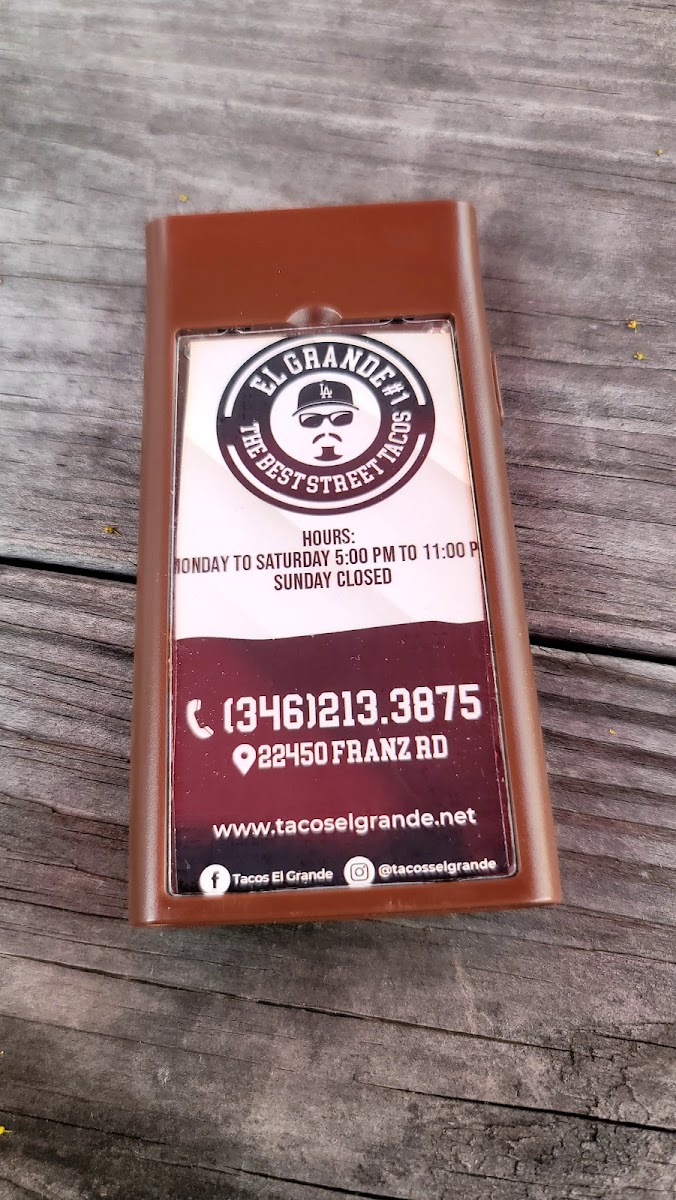 EL GRANDE #1
LA
THE BEST STREET TACOS
HOURS:
MONDAY TO SATURDAY 5:00 PM TO 11:00 P
SUNDAY CLOSED
(346)213.3875
22450 FRANZ RD
www.tacoselgrande.net
f Tacos El Grande @tacosselgrande